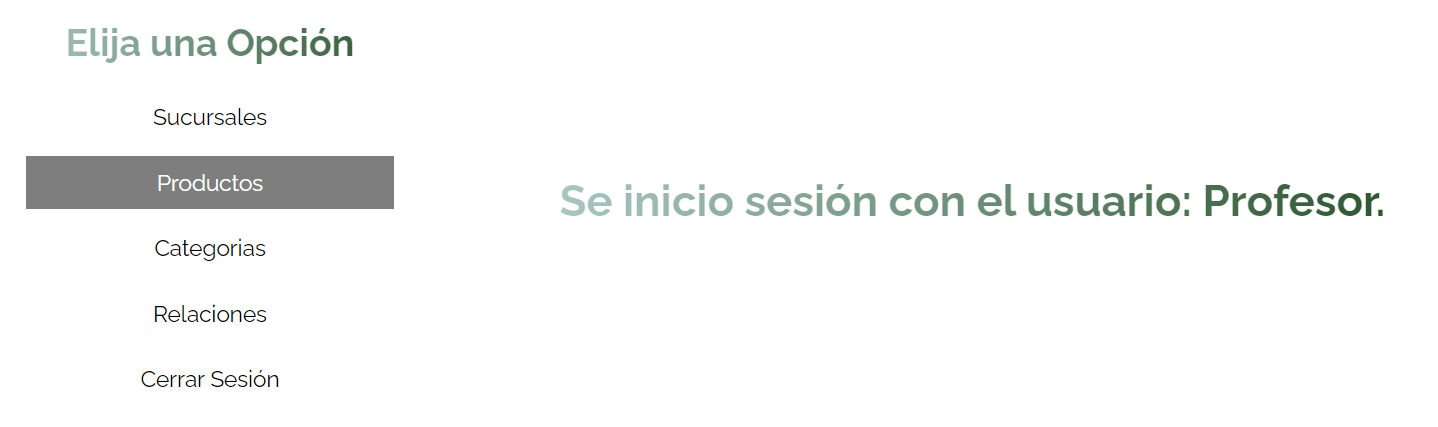 Elija una Opción
Sucursales
Productos
Categorias
Relaciones
Cerrar Sesión
Se inicio sesión con el usuario: Profesor.